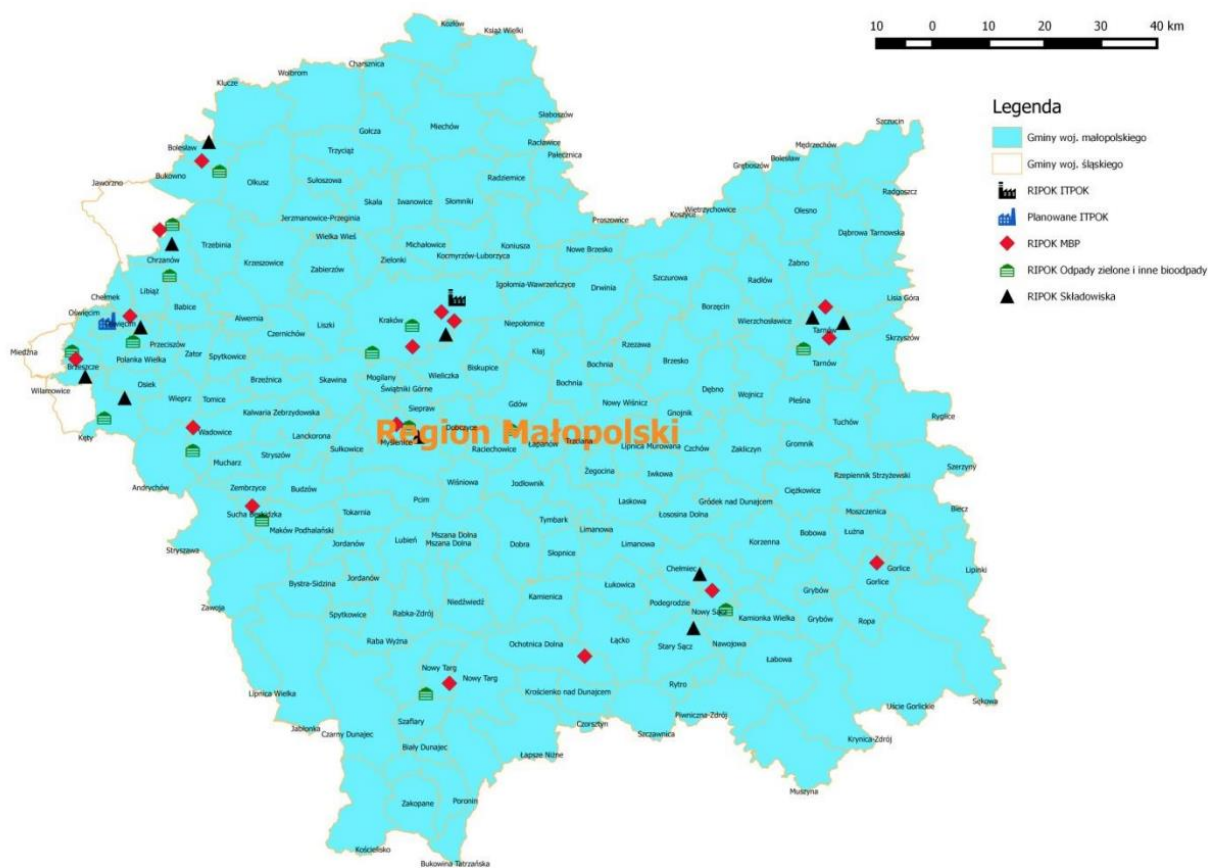 10 0 10 20 30 40 km
Legenda
Gminy woj. małopolskiego
Gminy woj. śląskiego
RIPOK ITPOK
Planowane ITPOK
RIPOK MBP
RIPOK Odpady zielone i inne bioodpady
RIPOK Składowiska
Kozłów
Książ Wielki
Charsznica
Wolbrom
Klucze
Słaboszów
Gołcza
Miechów
Szczucin
Racławice
Mędrzechów
Bolesław
Trzyciąż
Pałecznica
Bolesław
Gręboszów
Bukowno
Radziemice
Jaworzno
Olkusz
Sułoszowa
Radgoszcz
Skała
Iwanowice
Słomniki
Wietrzychowice
Olesno
Koszyce
Jerzmanowice-Przeginia
Proszowice
Dąbrowa Tarnowska
Wielka Wieś
Trzebinia
Michałowice
Koniusza
Nowe Brzesko
Kocmyrzów-Luborzyca
Chrzanów
Krzeszowice
Zielonki
Żabno
Zabierzów
Szczurowa
Radłów
Igołomia-Wawrzeńczyce
Drwinia
Libiąż
Chełmek
Babice
Lisia Góra
Borzęcin
Oświęcim
Alwernia
Liszki
Kraków
Wierzchosławice
Oświęcim
Niepołomice
Czernichów
Tarnów
Skrzyszów
Przeciszów
Rzezawa
Miedźna
Zator
Spytkowice
Kłaj
Polanka Wielka
Brzesko
Bochnia
Tarnów
Brzeszcze
Biskupice
Wieliczka
Mogilany
Brzeźnica
Skawina
Osiek
Bochnia
Świątniki Górne
Dębno
Wilamowice
Wieprz
Tomice
Wojnicz
Pleśna
Siepraw
Gdów
Nowy Wiśnicz
Kalwaria Zebrzydowska
Gnojnik
Ryglice
Tuchów
Dobczyce
Wadowice
Lanckorona
Region Małopolski
Kęty
Myślenice
Łapanów
Trzciana
Gromnik
Sułkowice
Raciechowice
Lipnica Murowana
Czchów
Zakliczyn
Stryszów
Mucharz
Szerzyny
Żegocina
Iwkowa
Rzepiennik Strzyżewski
Andrychów
Zembrzyce
Budzów
Wiśniowa
Jodłownik
Ciężkowice
Pcim
Laskowa
Gródek nad Dunajcem
Biecz
Tokarnia
Sucha Beskidzka
Łososina Dolna
Moszczenica
Tymbark
Maków Podhalański
Limanowa
Bobowa
Łużna
Mszana Dolna
Lubień
Korzenna
Jordanów
Mszana Dolna
Dobra
Limanowa
Stryszawa
Słopnice
Chełmiec
Gorlice
Lipinki
Jordanów
Bystra-Sidzina
Gorlice
Łukowica
Grybów
Kamienica
Niedźwiedź
Podegrodzie
Zawoja
Nowy Sącz
Spytkowice
Rabka-Zdrój
Kamionka Wielka
Grybów
Ropa
Raba Wyżna
Łącko
Ochotnica Dolna
Stary Sącz
Nawojowa
Łabowa
Nowy Targ
Nowy Targ
Rytro
Lipnica Wielka
Krościenko nad Dunajcem
Sękowa
Uście Gorlickie
Piwniczna-Zdrój
Szaflary
Czorsztyn
Jabłonka
Szczawnica
Czarny Dunajec
Krynica-Zdrój
Biały Dunajec
Łapsze Niżne
Muszyna
Poronin
Zakopane
Kościelisko
Bukowina Tatrzańska